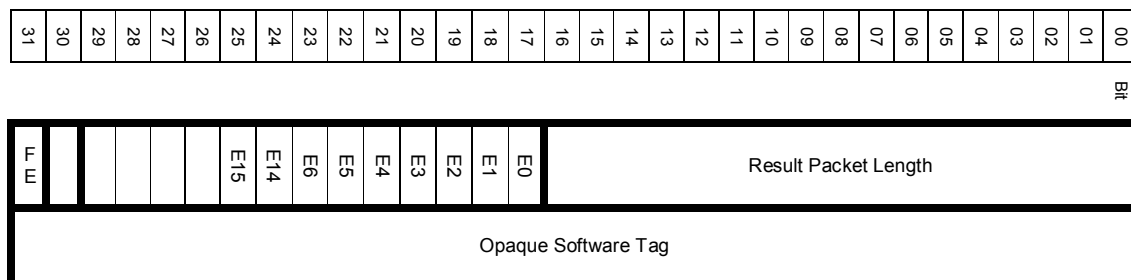 31 30 29 28 27 26 25 24 23 22 21 20 19 18 17 16 15 14 13 12 11 10 09 08 07 06 05 04 03 02 01 00
Bit
FE E15 E14 E6 E5 E4 E3 E2 E1 E0 Result Packet Length
Opaque Software Tag